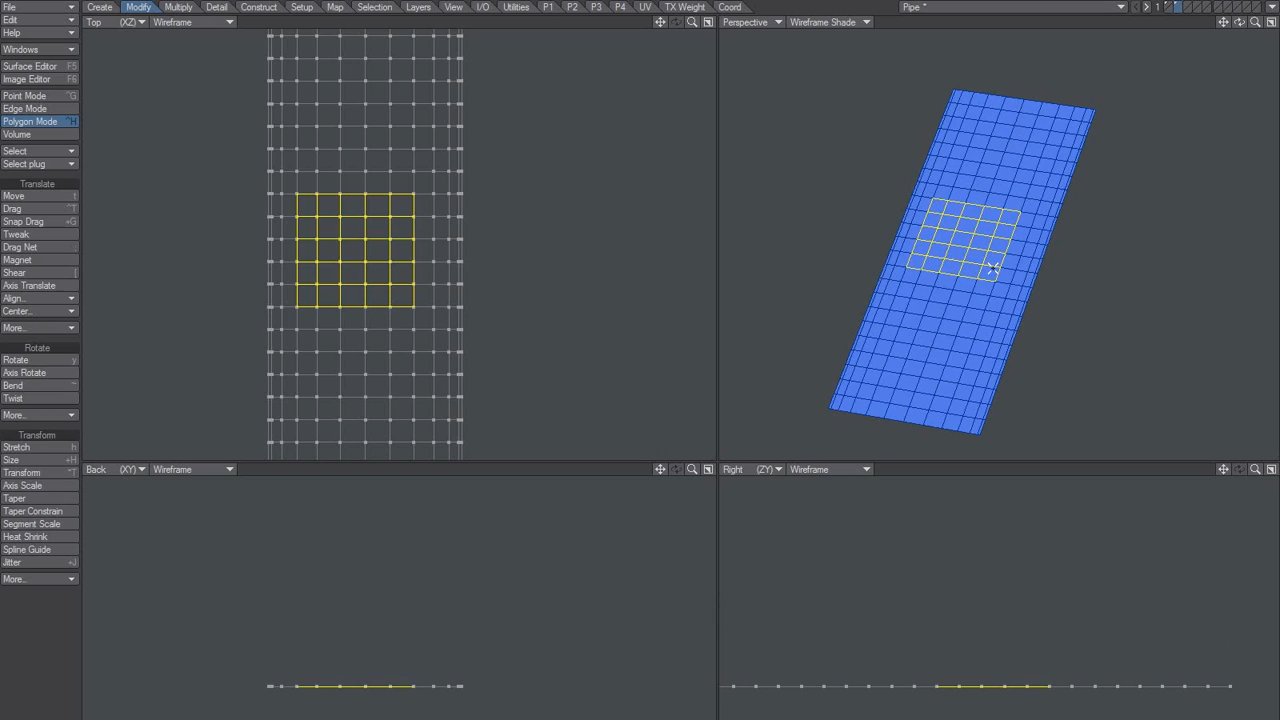 File Create Modify Multiply Detail Construct Setup Map Selection Layers View I/O Utilities P1 P2 P3 P4 UV TX Weight Coord Pipe * 1
Edit Top (XZ) Wireframe Perspective Wireframe Shade
Help
Windows
Surface Editor F5
Image Editor F6
Point Mode ^G
Edge Mode
Polygon Mode ^H
Volume
Select
Select plug
Translate
Move t
Drag ^T
Snap Drag +G
Tweak
Drag Net ;
Magnet :
Shear [
Axis Translate
Align...
Center...
More...
Rotate
Rotate y
Axis Rotate
Bend ~
Twist
More...
Transform
Stretch h
Size +H
Back (XY) Wireframe Right (ZY) Wireframe
Transform ^T
Axis Scale
Taper
Taper Constrain
Segment Scale
Heat Shrink
Spline Guide
Jitter +J
More...